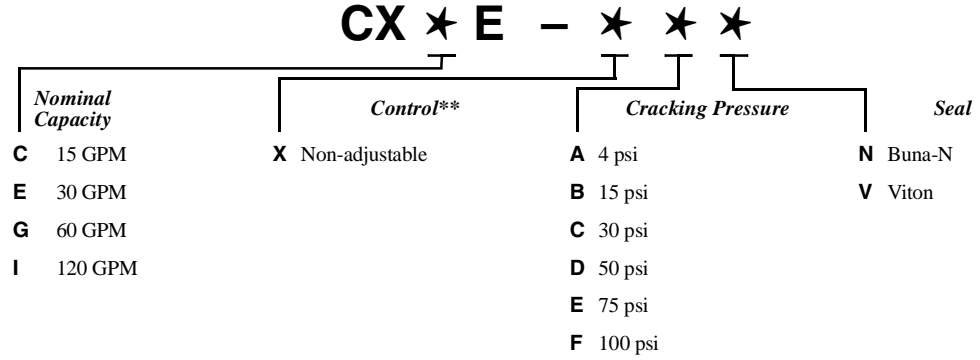 CX ★ E – ★ ★ ★
Nominal
Capacity
C 15 GPM
E 30 GPM
G 60 GPM
I 120 GPM
Control**
X Non-adjustable
Cracking Pressure
A 4 psi
B 15 psi
C 30 psi
D 50 psi
E 75 psi
F 100 psi
Seal
N Buna-N
V Viton